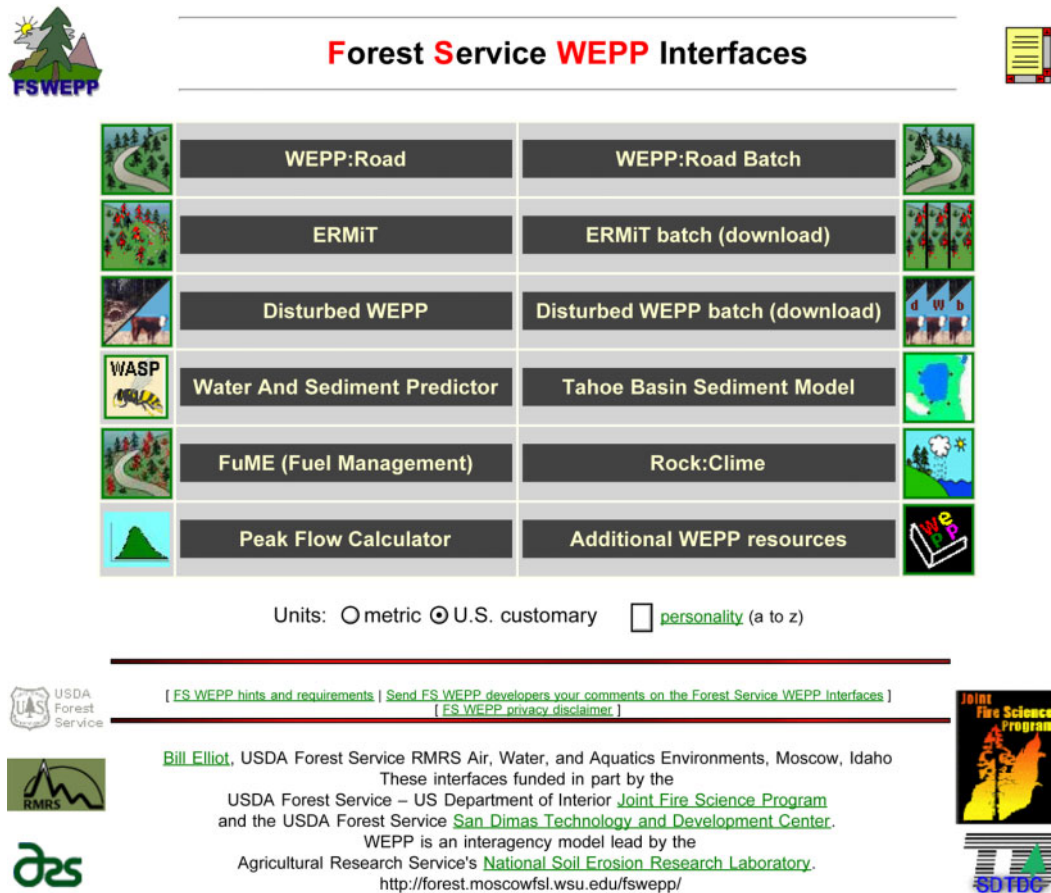 Forest Service WEPP Interfaces
FSWEPP
WEPP:Road
WEPP:Road Batch
ERMiT
ERMiT batch (download)
Disturbed WEPP
Disturbed WEPP batch (download)
d W b
WASP
Water And Sediment Predictor
Tahoe Basin Sediment Model
FuME (Fuel Management)
Rock:Clime
Peak Flow Calculator
Additional WEPP resources
WePP
Units: metric U.S. customary personality (a to z)
USDA
Forest
Service
UAS
[ FS WEPP hints and requirements | Send FS WEPP developers your comments on the Forest Service WEPP Interfaces ]
[ FS WEPP privacy disclaimer ]
Joint
Fire Science
Program
Bill Elliot, USDA Forest Service RMRS Air, Water, and Aquatics Environments, Moscow, Idaho
These interfaces funded in part by the
USDA Forest Service – US Department of Interior Joint Fire Science Program
and the USDA Forest Service San Dimas Technology and Development Center.
WEPP is an interagency model lead by the
Agricultural Research Service's National Soil Erosion Research Laboratory.
http://forest.moscowfsl.wsu.edu/fswepp/
RMRS
ars
SDTDC